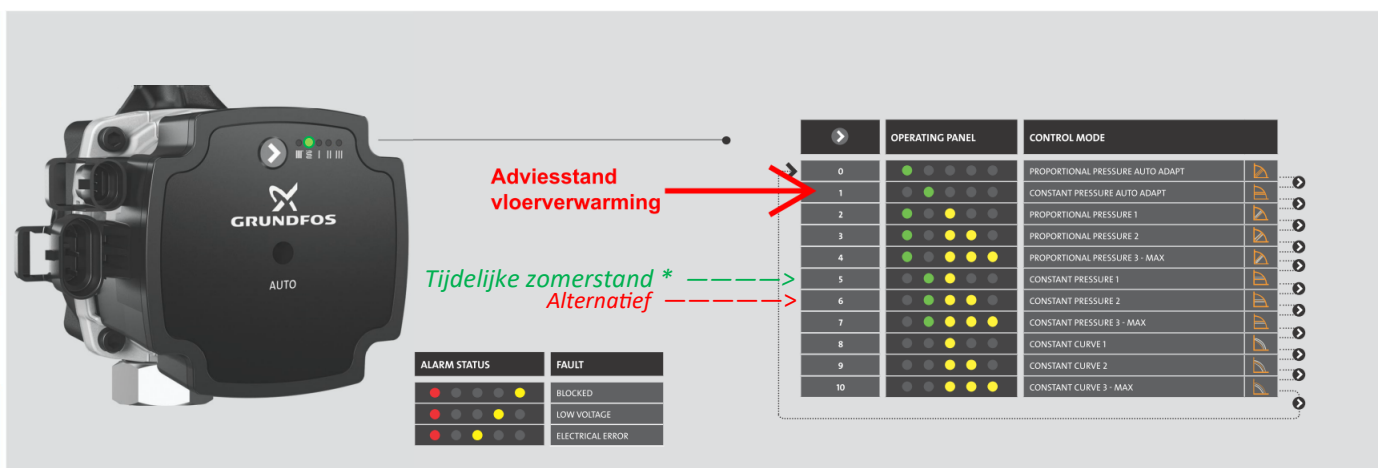 GRUNDFOS
AUTO
Adviesstand
vloerverwarming
Tijdelijke zomerstand *
Alternatief
OPERATING PANEL CONTROL MODE
0 PROPORTIONAL PRESSURE AUTO ADAPT
1 CONSTANT PRESSURE AUTO ADAPT
2 PROPORTIONAL PRESSURE 1
3 PROPORTIONAL PRESSURE 2
4 PROPORTIONAL PRESSURE 3 - MAX
5 CONSTANT PRESSURE 1
6 CONSTANT PRESSURE 2
7 CONSTANT PRESSURE 3 - MAX
8 CONSTANT CURVE 1
9 CONSTANT CURVE 2
10 CONSTANT CURVE 3 - MAX
ALARM STATUS FAULT
BLOCKED
LOW VOLTAGE
ELECTRICAL ERROR